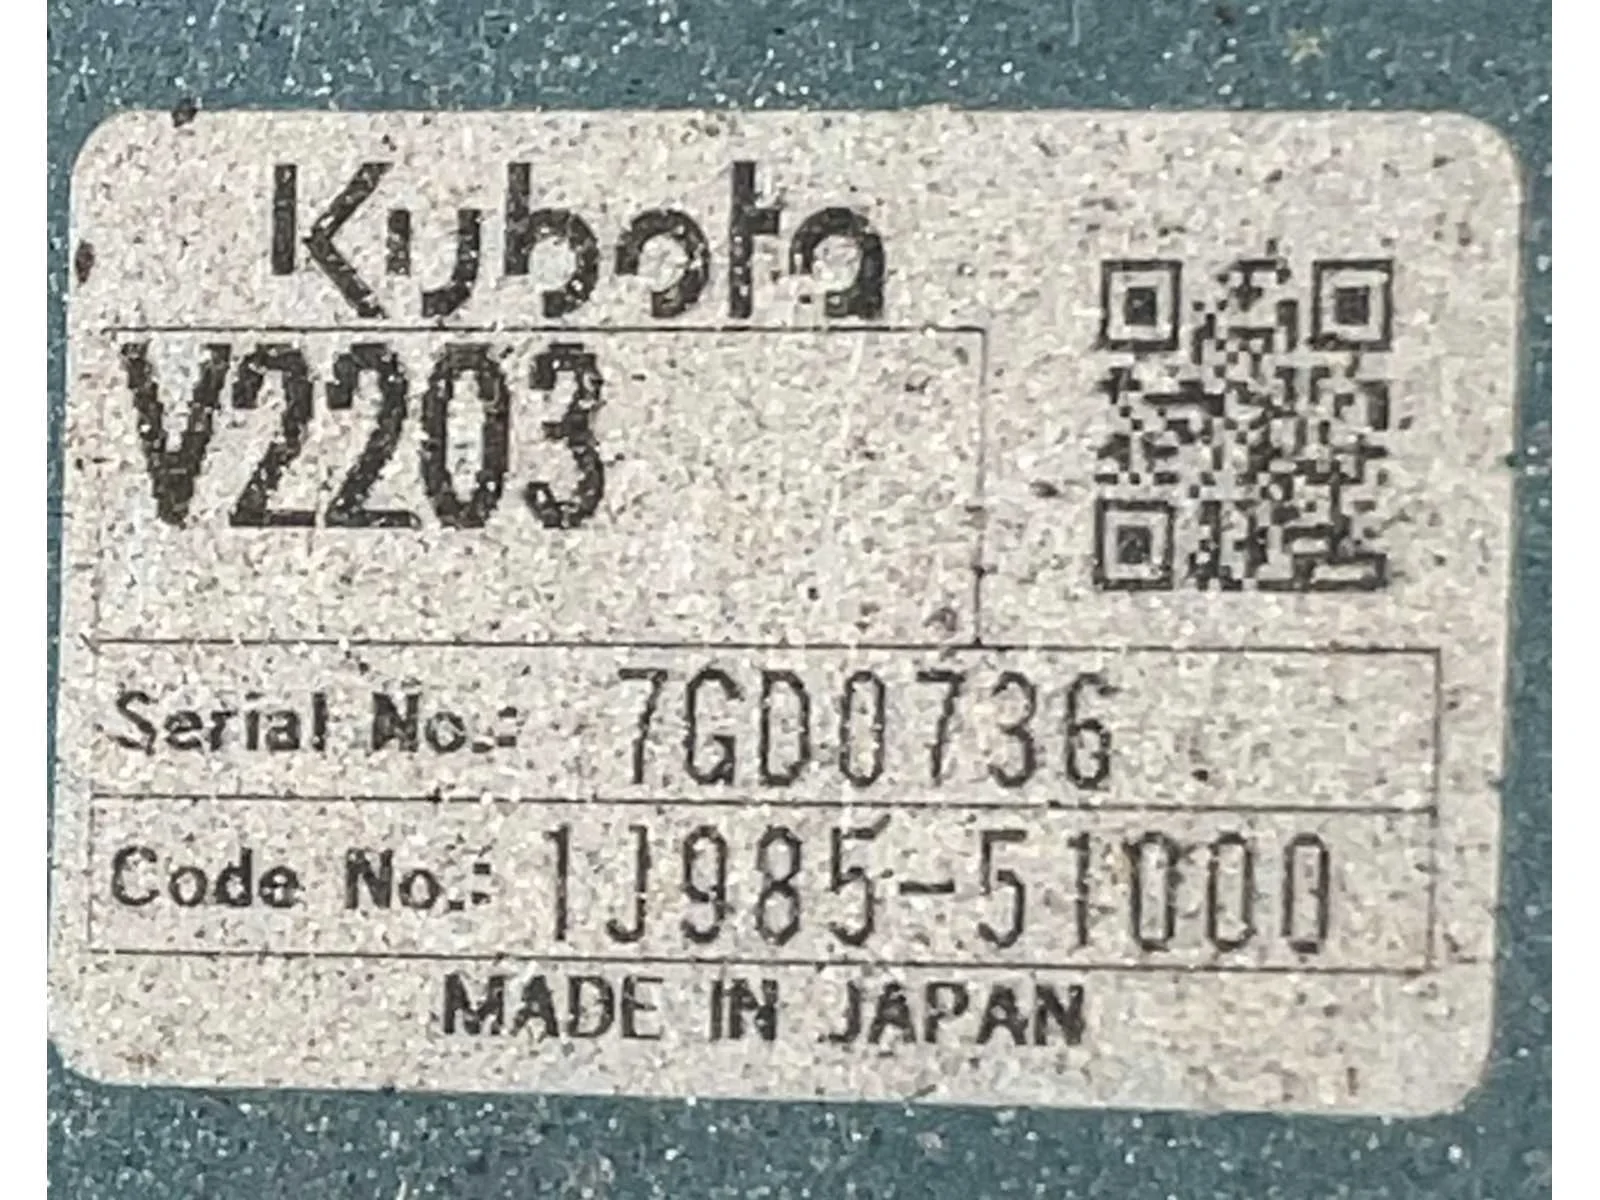 Kubota
V2203
Serial No.: 7GD0736
Code No.: 1J985-51000
MADE IN JAPAN